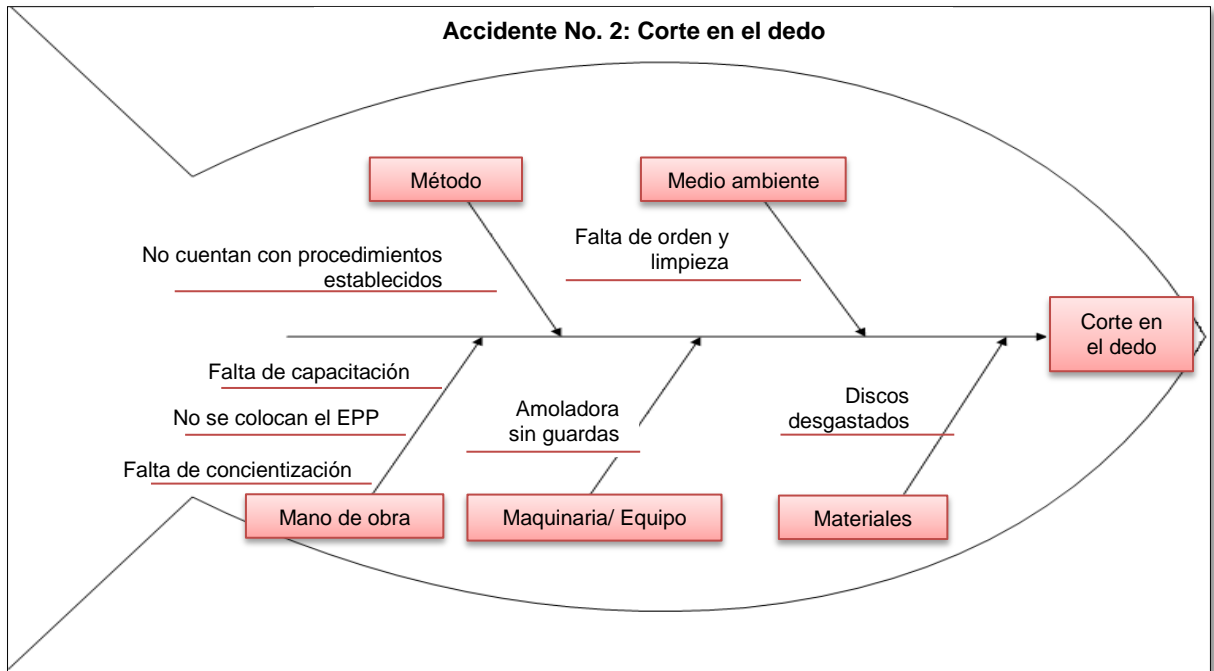 Accidente No. 2: Corte en el dedo
Método
Medio ambiente
No cuentan con procedimientos
establecidos
Falta de orden y
limpieza
Corte en
el dedo
Falta de capacitación
No se colocan el EPP
Falta de concientización
Amoladora
sin guardas
Discos
desgastados
Mano de obra
Maquinaria/ Equipo
Materiales